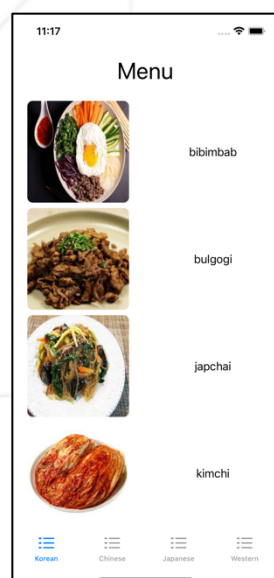 11:17
Menu
bibimbab
bulgogi
japchai
kimchi
Korean Chinese Japanese Western